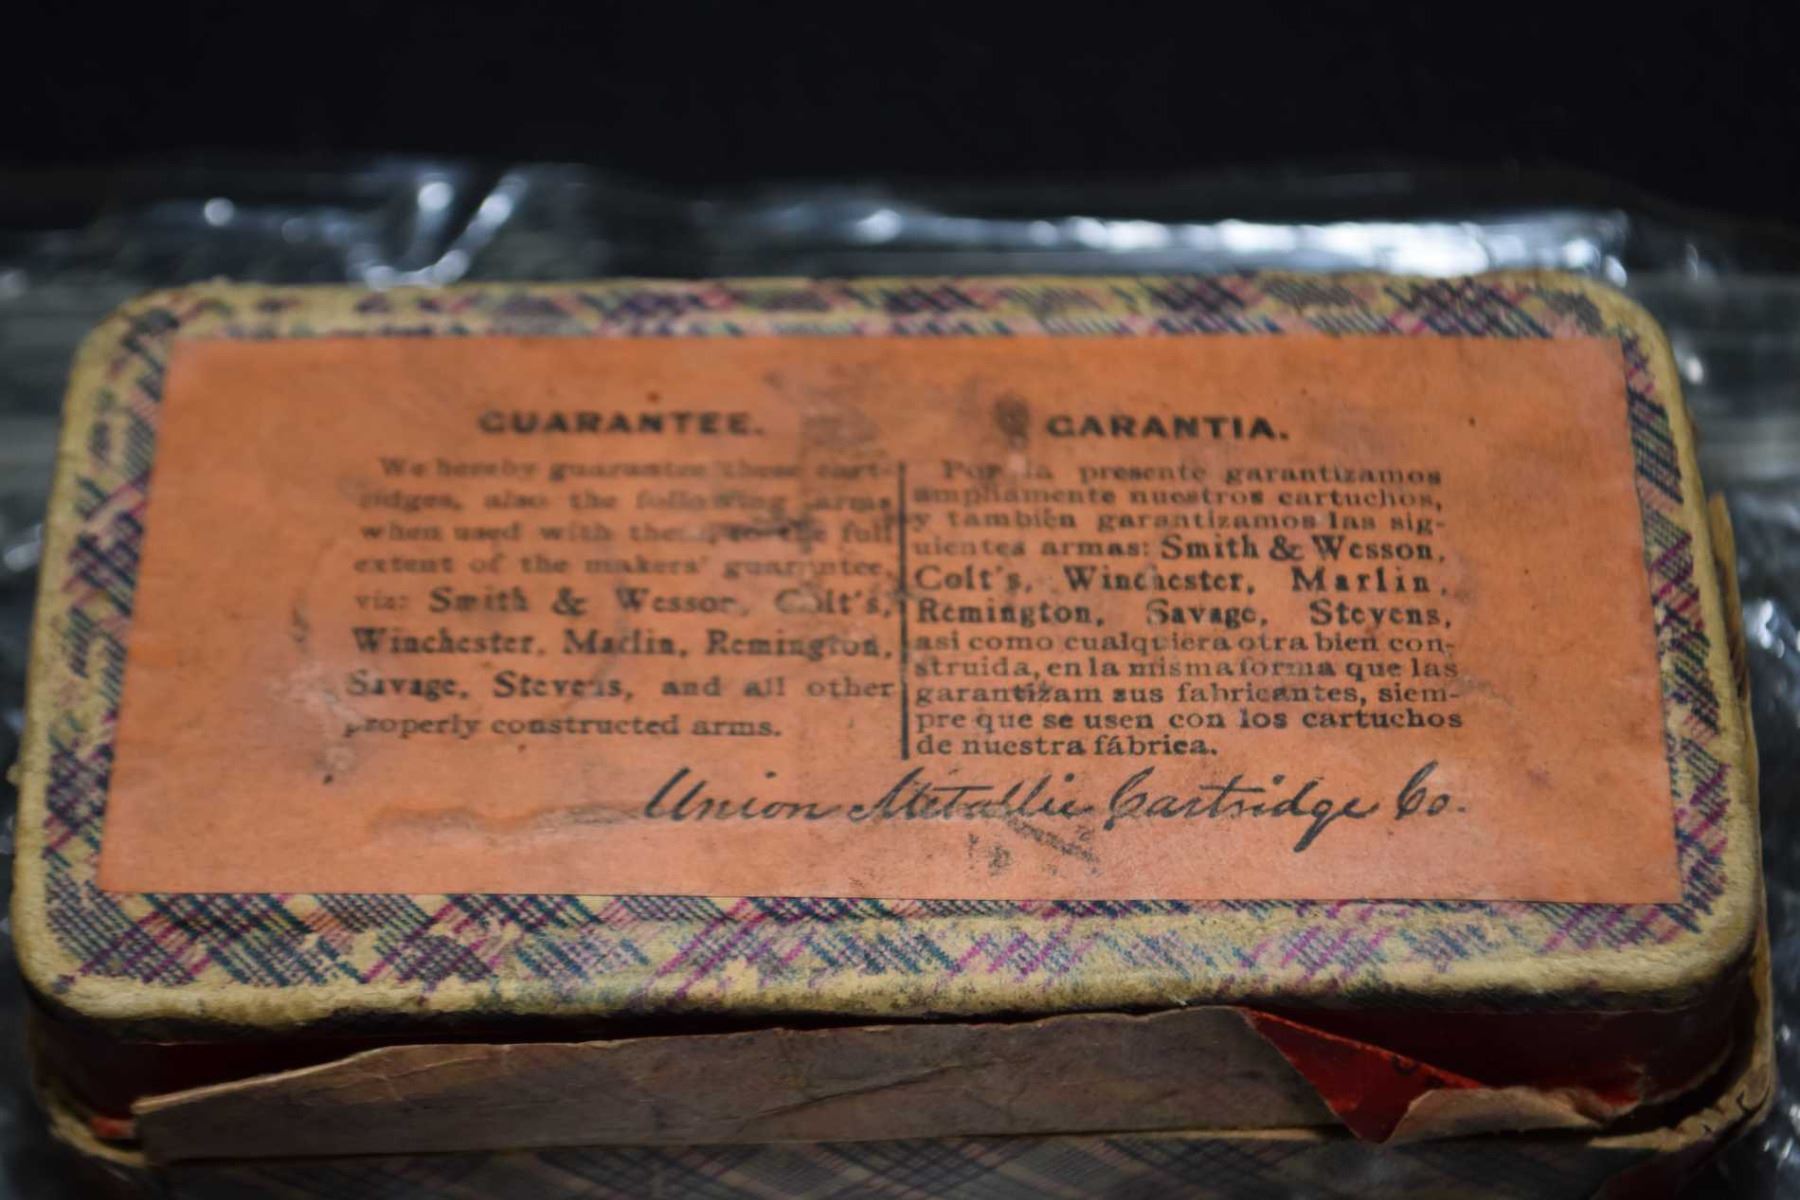 GUARANTEE.
We hereby guarantee these cart-
ridges, also the following arms
when used with them, to the full
extent of the makers' guarantee,
viz: Smith & Wesson, Colt's,
Winchester, Marlin, Remington,
Savage, Stevens, and all other
properly constructed arms.
GARANTIA.
Por la presente garantizamos
ampliamente nuestros cartuchos,
y también garantizamos las sig-
uientes armas: Smith & Wesson,
Colt's, Winchester, Marlin,
Remington, Savage, Stevens,
asi como cualquiera otra bien con-
struida, en la misma forma que las
garantizam sus fabricantes, siem-
pre que se usen con los cartuchos
de nuestra fábrica.
Union Metallic Cartridge Co.